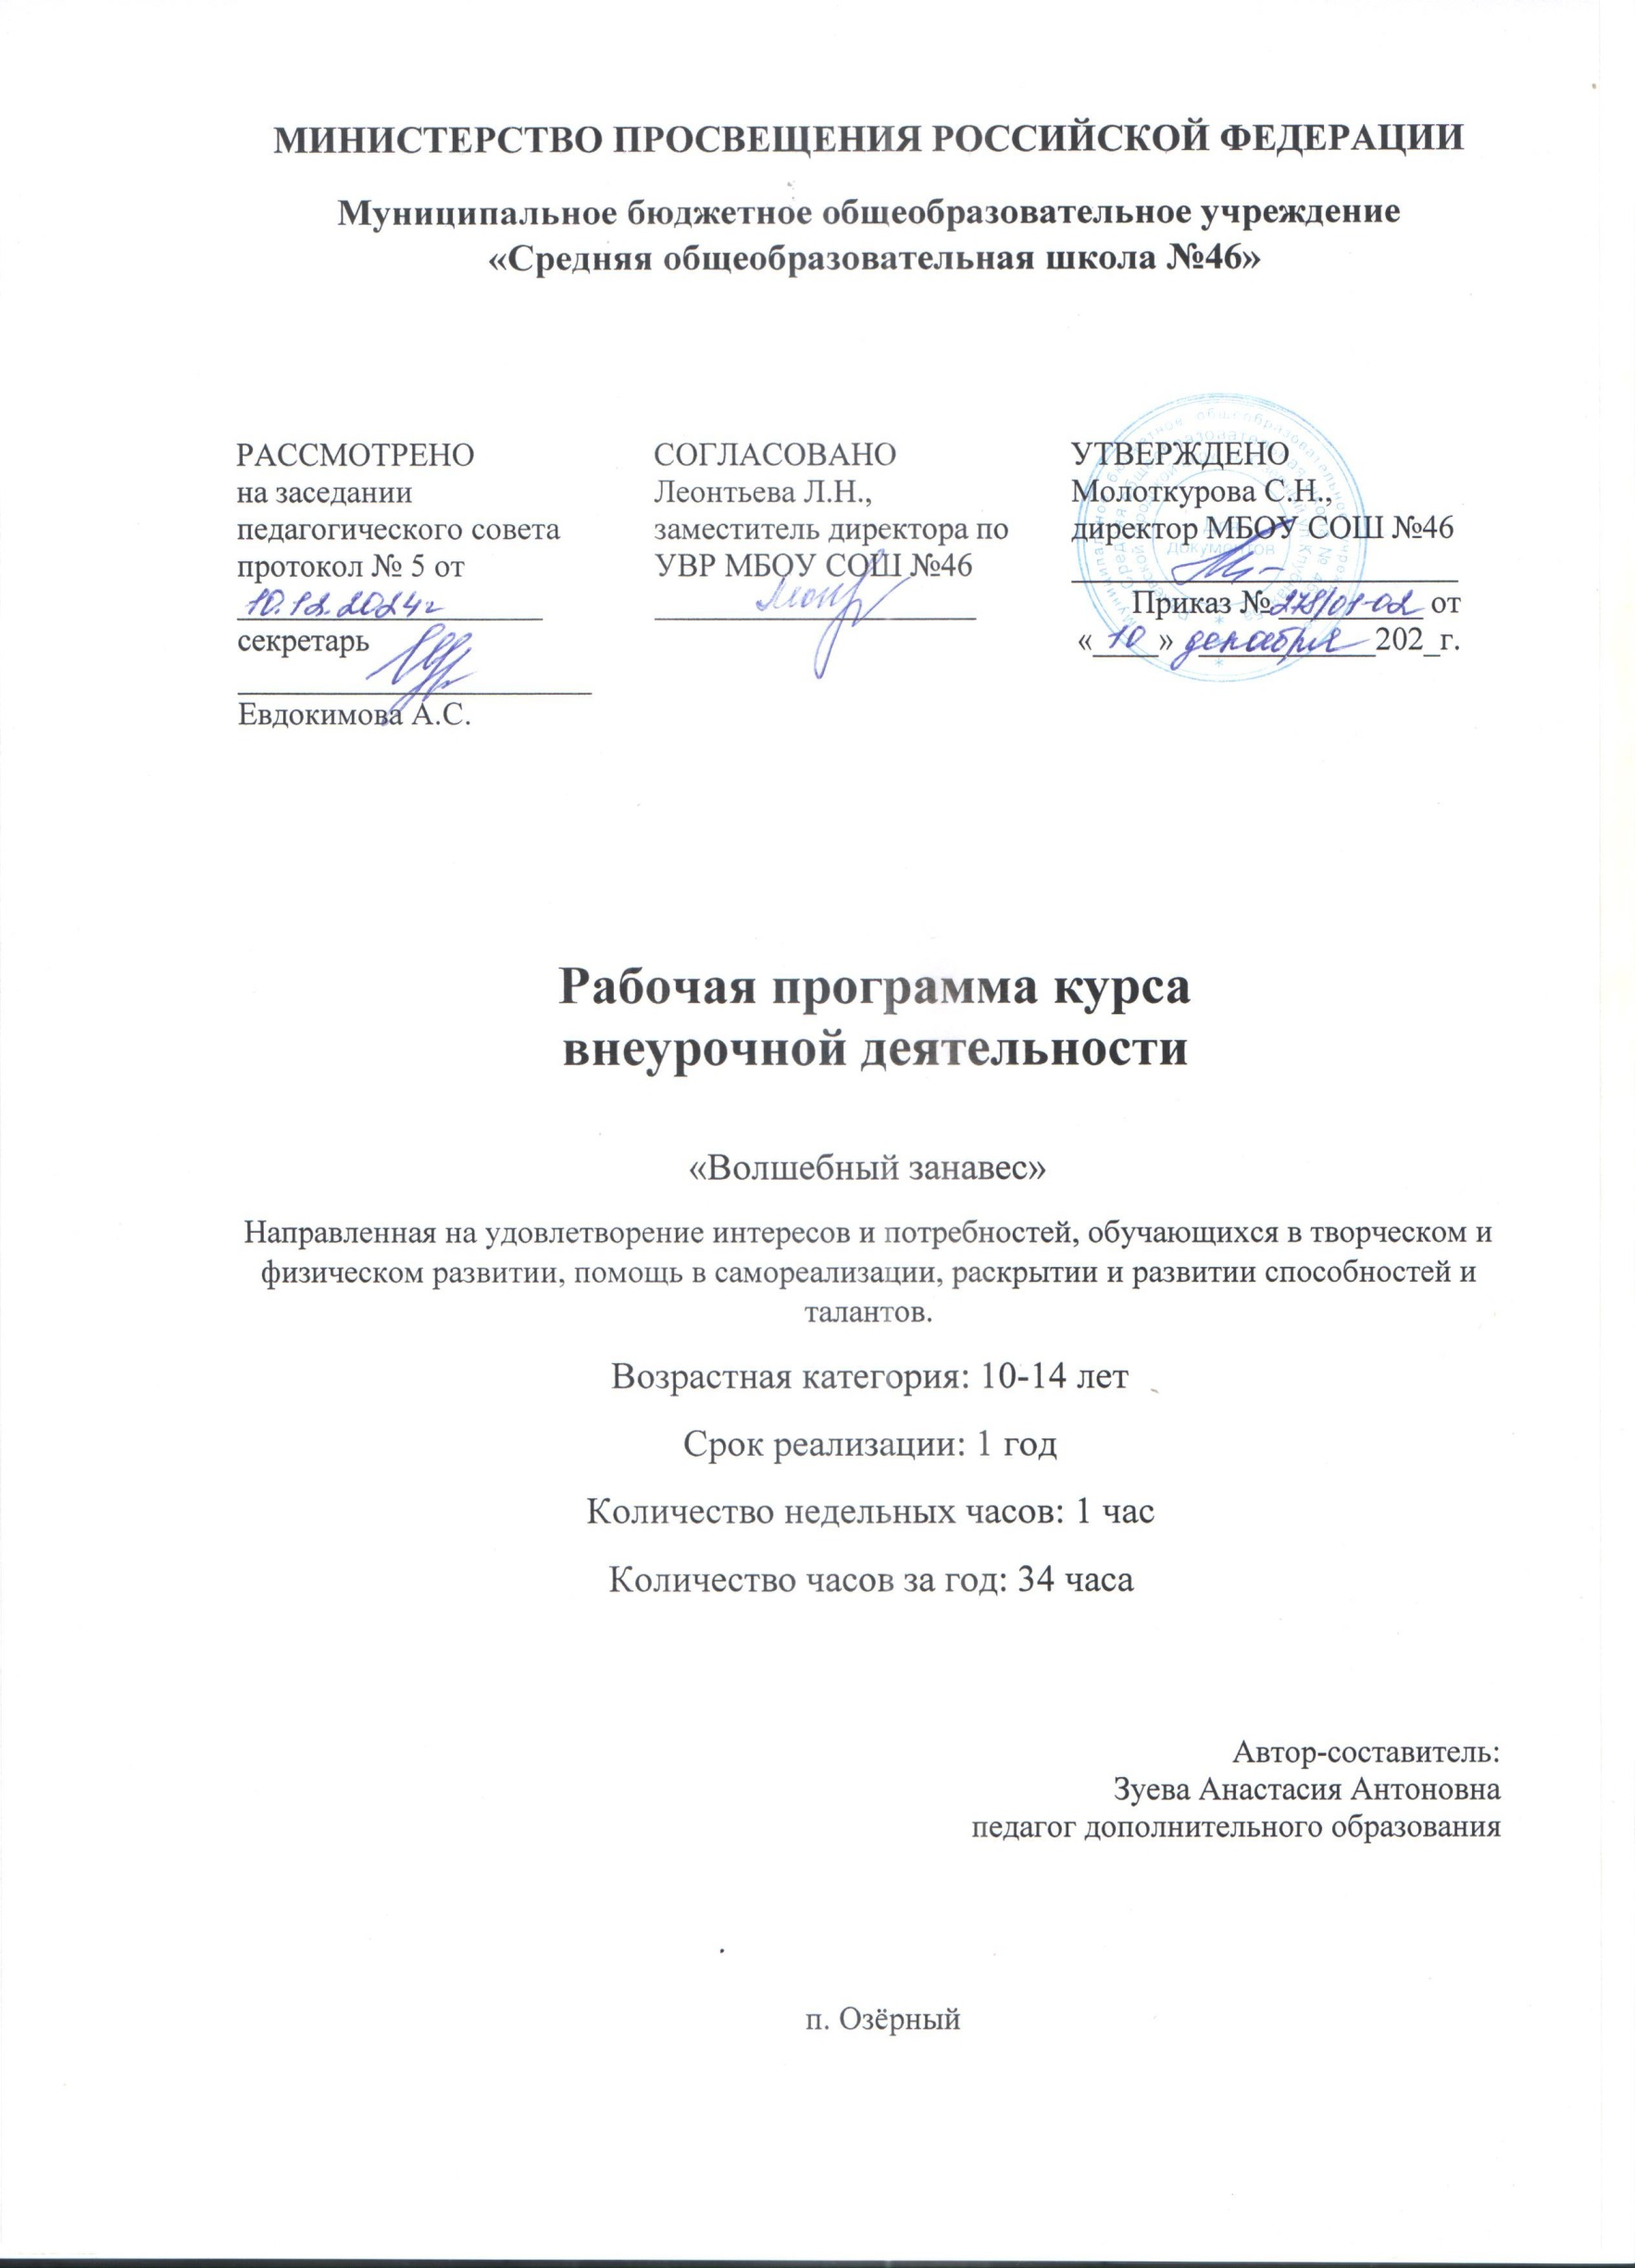 МИНИСТЕРСТВО ПРОСВЕЩЕНИЯ РОССИЙСКОЙ ФЕДЕРАЦИИ
Муниципальное бюджетное общеобразовательное учреждение
«Средняя общеобразовательная школа №46»
РАССМОТРЕНО
на заседании
педагогического совета
протокол № 5 от
10.12.2024г
секретарь
Евдокимова А.С.
СОГЛАСОВАНО
Леонтьева Л.Н.,
заместитель директора по
УВР МБОУ СОШ №46
УТВЕРЖДЕНО
Молоткурова С.Н.,
директор МБОУ СОШ №46
Приказ № 278/01-02 от
«10» декабря 202_г.
документов
Рабочая программа курса
внеурочной деятельности
«Волшебный занавес»
Направленная на удовлетворение интересов и потребностей, обучающихся в творческом и
физическом развитии, помощь в самореализации, раскрытии и развитии способностей и
талантов.
Возрастная категория: 10-14 лет
Срок реализации: 1 год
Количество недельных часов: 1 час
Количество часов за год: 34 часа
Автор-составитель:
Зуева Анастасия Антоновна
педагог дополнительного образования
п. Озёрный